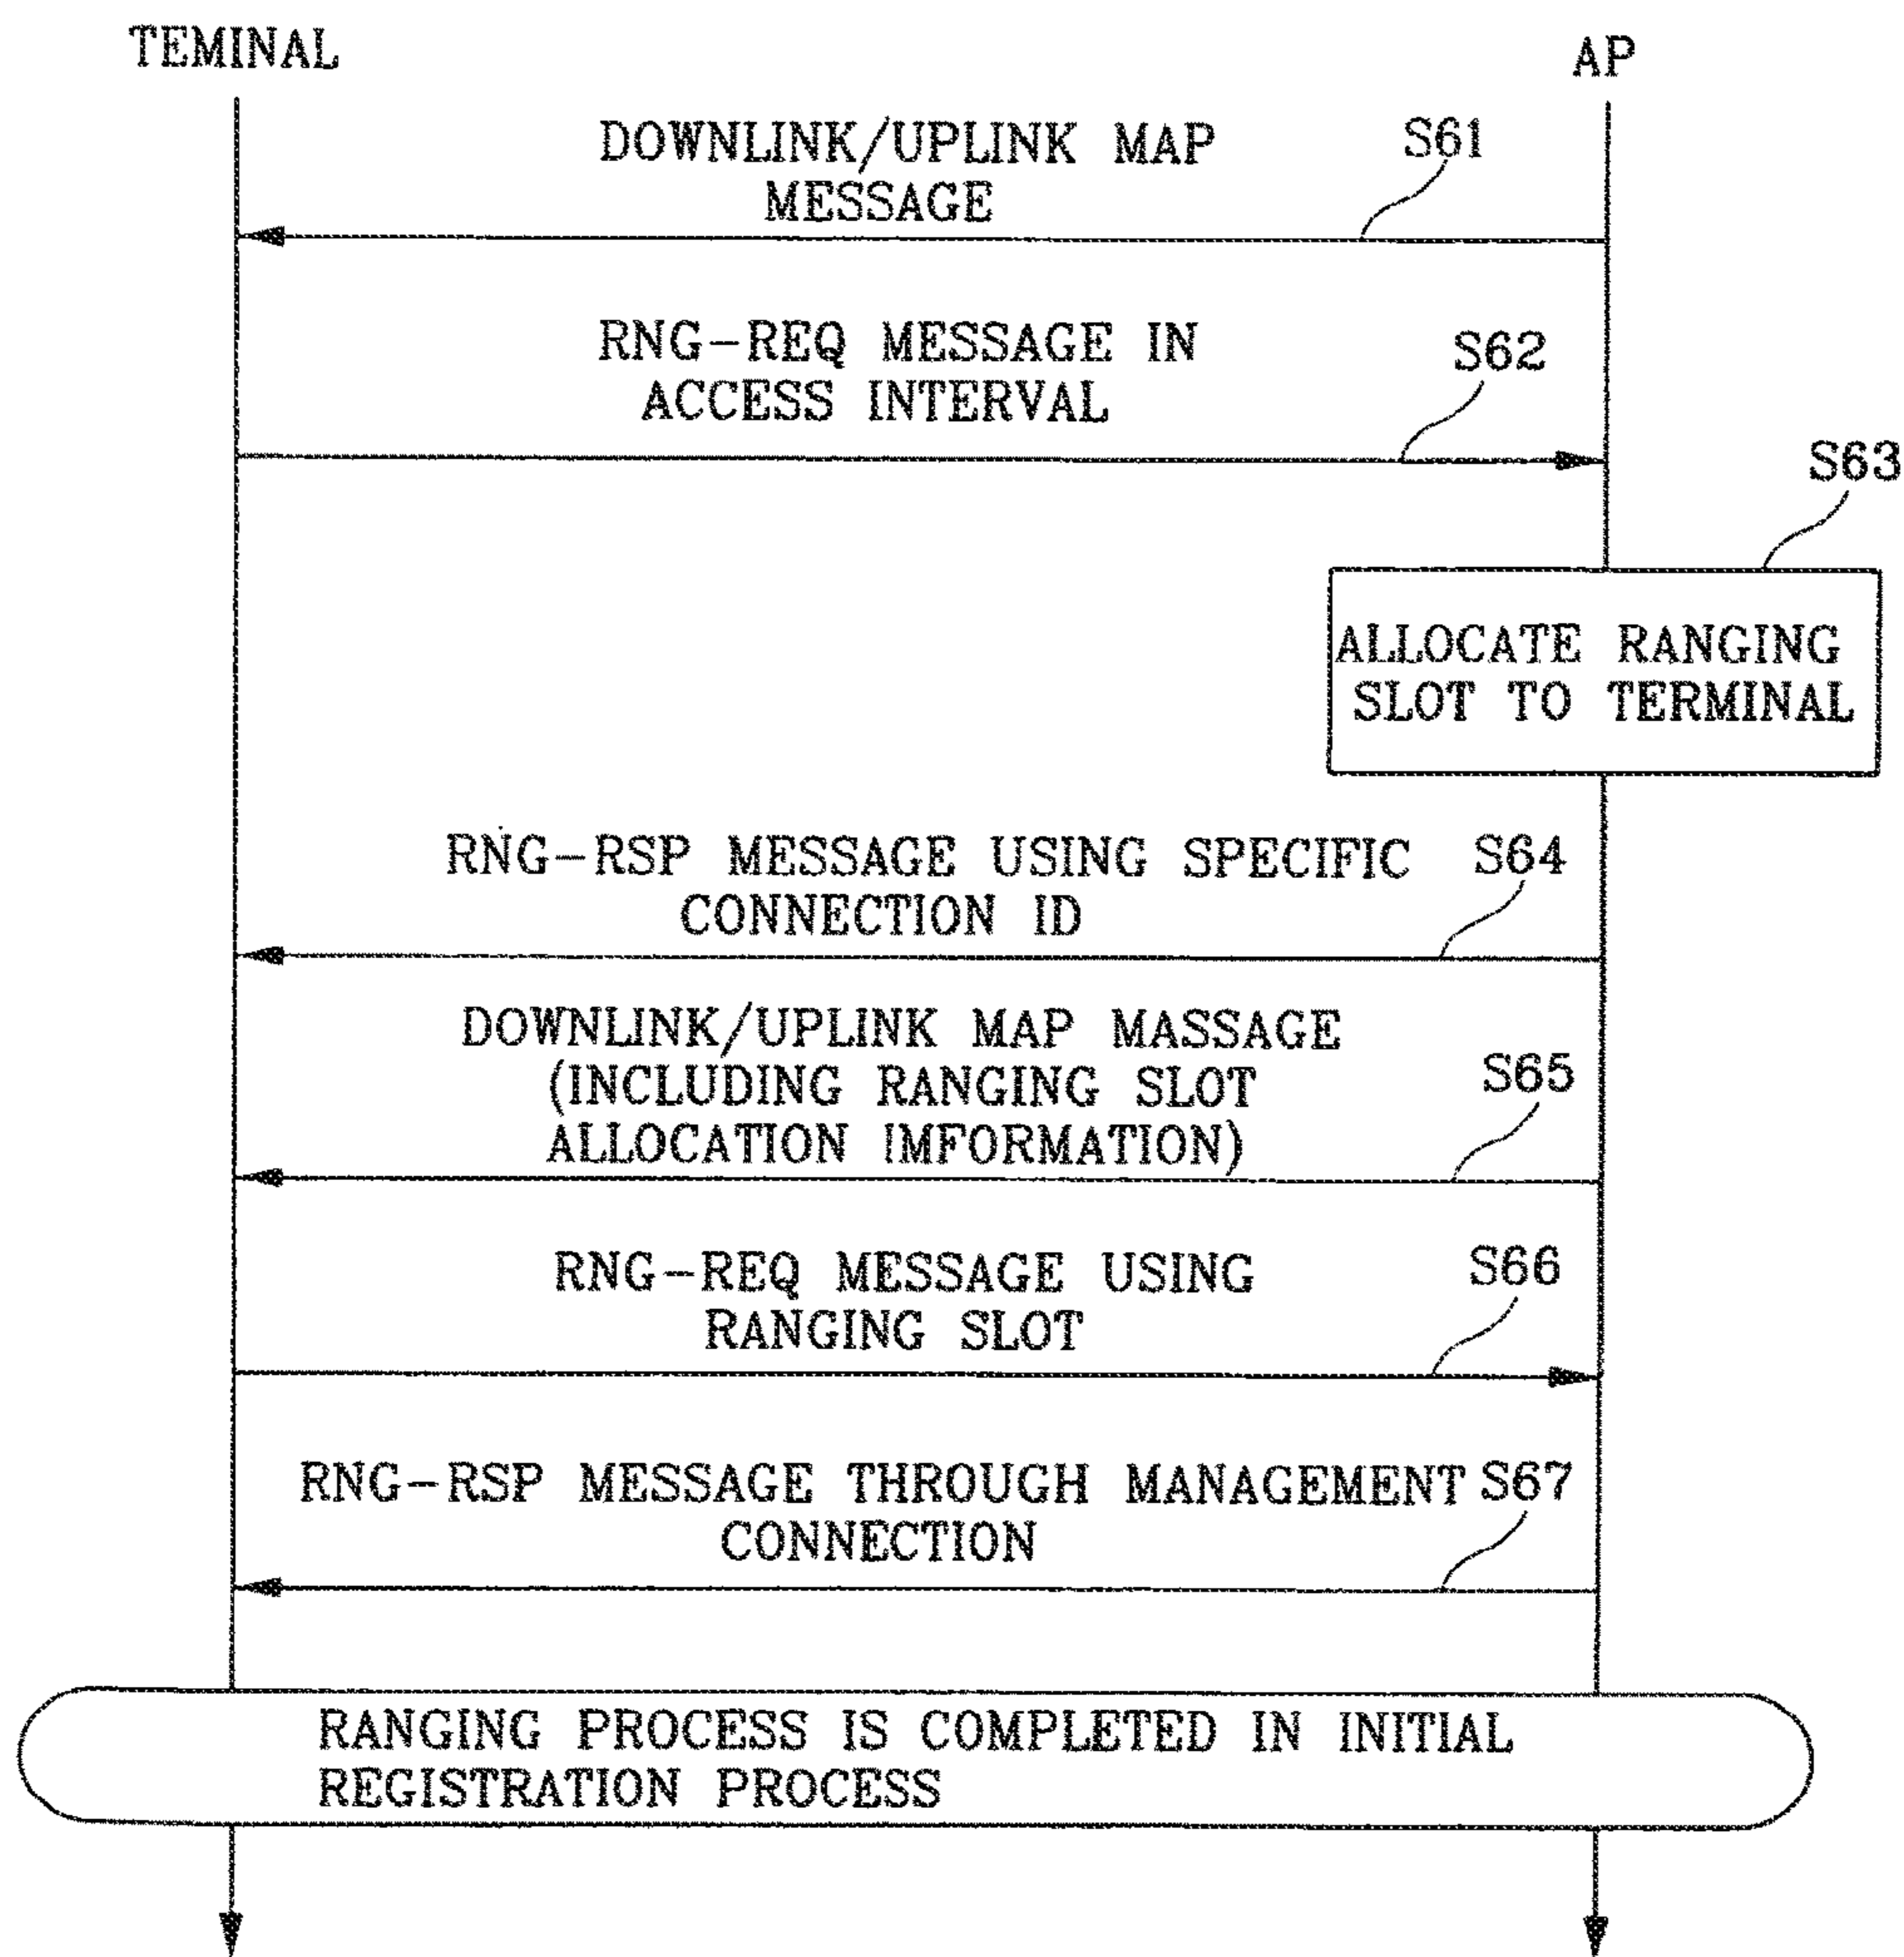 TEMINAL
AP
DOWNLINK/UPLINK MAP
MESSAGE
S61
RNG-REQ MESSAGE IN
ACCESS INTERVAL
S62
S63
ALLOCATE RANGING
SLOT TO TERMINAL
RNG-RSP MESSAGE USING SPECIFIC
CONNECTION ID
S64
DOWNLINK/UPLINK MAP MASSAGE
(INCLUDING RANGING SLOT
ALLOCATION IMFORMATION)
S65
RNG-REQ MESSAGE USING
RANGING SLOT
S66
RNG-RSP MESSAGE THROUGH MANAGEMENT
CONNECTION
S67
RANGING PROCESS IS COMPLETED IN INITIAL
REGISTRATION PROCESS